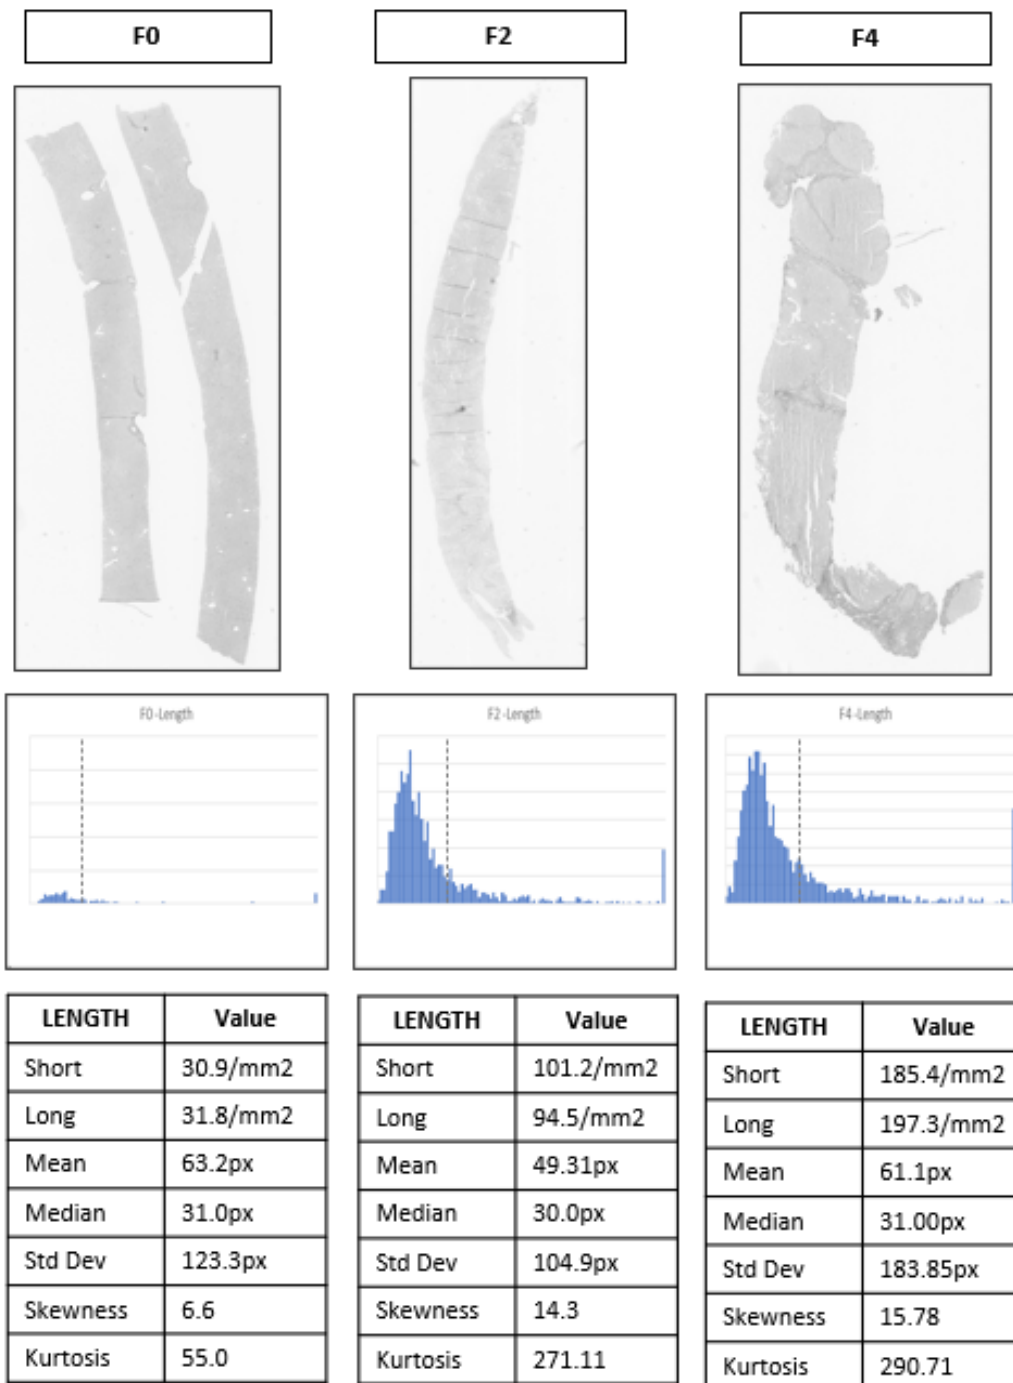 F0
F2
F4
F0-Length
F2-Length
F4-Length
LENGTH Value
Short 30.9/mm2
Long 31.8/mm2
Mean 63.2px
Median 31.0px
Std Dev 123.3px
Skewness 6.6
Kurtosis 55.0
LENGTH Value
Short 101.2/mm2
Long 94.5/mm2
Mean 49.31px
Median 30.0px
Std Dev 104.9px
Skewness 14.3
Kurtosis 271.11
LENGTH Value
Short 185.4/mm2
Long 197.3/mm2
Mean 61.1px
Median 31.00px
Std Dev 183.85px
Skewness 15.78
Kurtosis 290.71